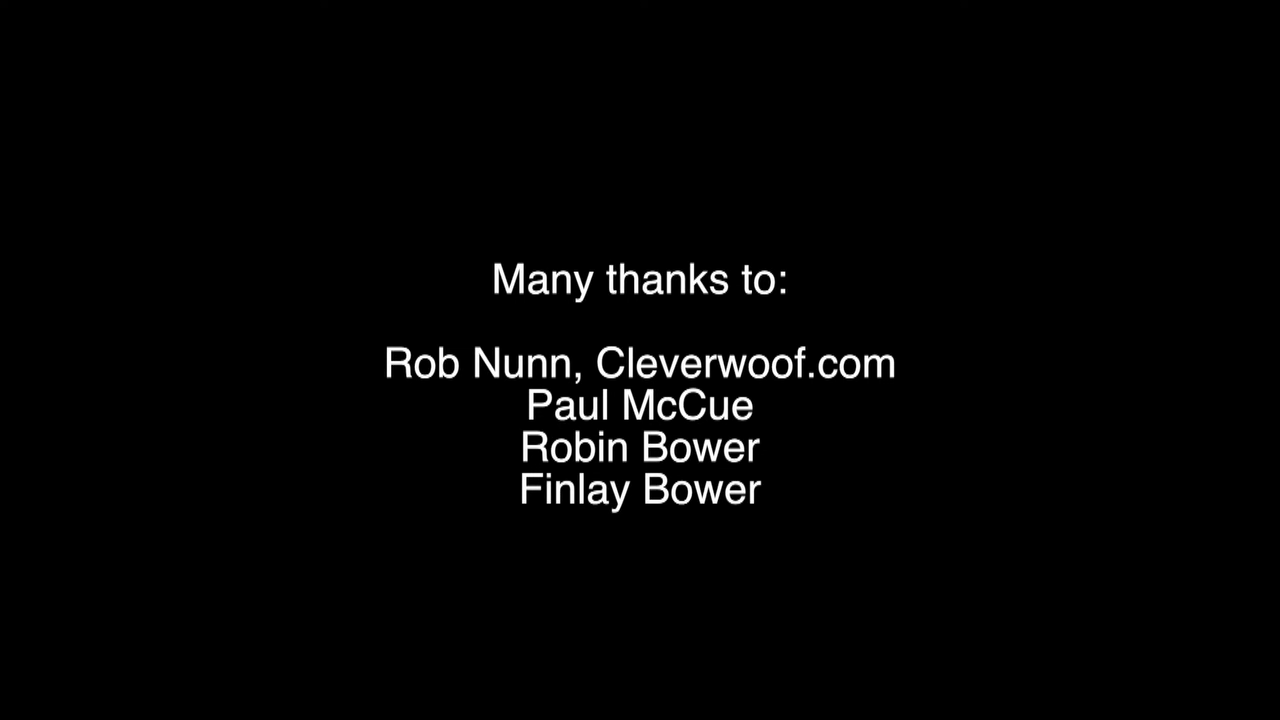 Many thanks to:
Rob Nunn, Cleverwoof.com
Paul McCue
Robin Bower
Finlay Bower